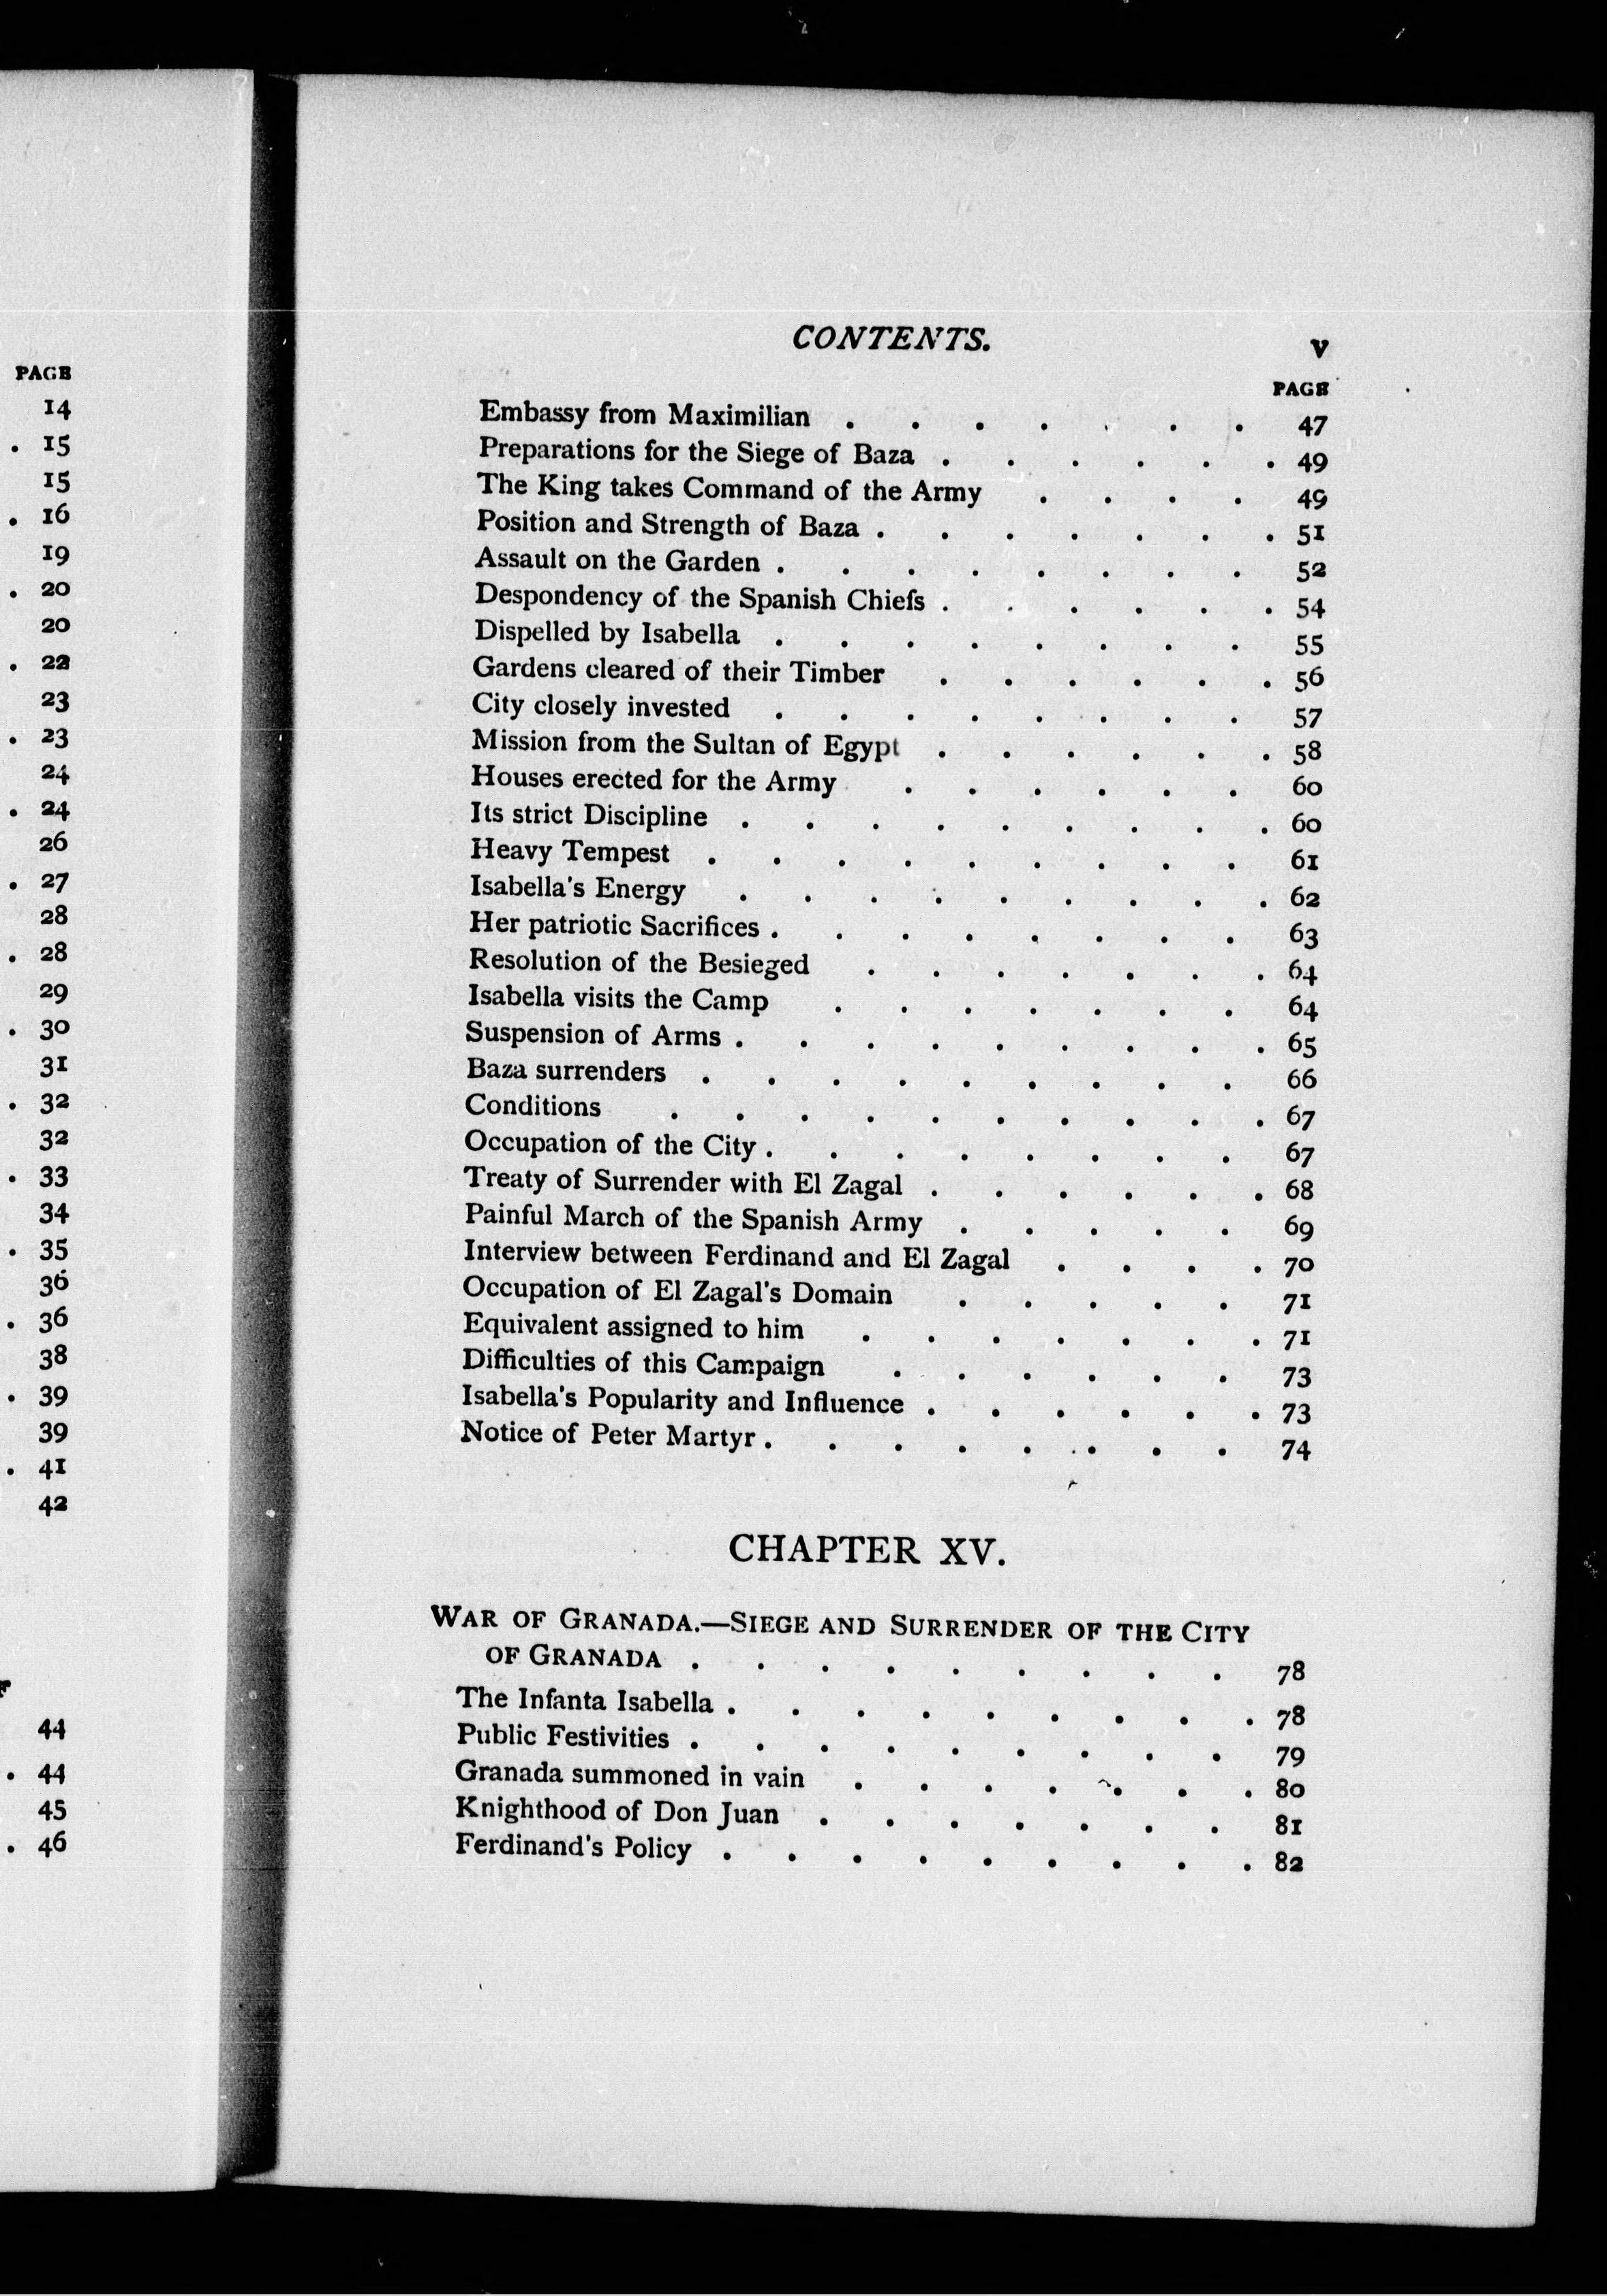 PAGE
14
. 15
15
. 16
19
. 20
20
. 22
23
. 23
24
. 24
26
. 27
28
. 28
29
. 30
31
. 32
32
. 33
34
. 35
36
. 36
38
. 39
39
. 41
42
44
. 44
45
. 46
CONTENTS. v
PAGE
Embassy from Maximilian . . . . . . . 47
Preparations for the Siege of Baza . . . . . . 49
The King takes Command of the Army . . . . 49
Position and Strength of Baza . . . . . . . 51
Assault on the Garden . . . . . . . . 52
Despondency of the Spanish Chiefs . . . . . . 54
Dispelled by Isabella . . . . . . . . 55
Gardens cleared of their Timber . . . . . . 56
City closely invested . . . . . . . . 57
Mission from the Sultan of Egypt . . . . . . 58
Houses erected for the Army . . . . . . 60
Its strict Discipline . . . . . . . . . 60
Heavy Tempest . . . . . . . . . 61
Isabella's Energy . . . . . . . . . 62
Her patriotic Sacrifices . . . . . . . . 63
Resolution of the Besieged . . . . . . . 64
Isabella visits the Camp . . . . . . . 64
Suspension of Arms . . . . . . . . . 65
Baza surrenders . . . . . . . . . 66
Conditions . . . . . . . . . . 67
Occupation of the City . . . . . . . . 67
Treaty of Surrender with El Zagal . . . . . . 68
Painful March of the Spanish Army . . . . . 69
Interview between Ferdinand and El Zagal . . . . 70
Occupation of El Zagal's Domain . . . . . 71
Equivalent assigned to him . . . . . . . 71
Difficulties of this Campaign . . . . . . 73
Isabella's Popularity and Influence . . . . . . 73
Notice of Peter Martyr . . . . . . . . 74
CHAPTER XV.
WAR OF GRANADA.—SIEGE AND SURRENDER OF THE CITY
OF GRANADA . . . . . . . . . 78
The Infanta Isabella . . . . . . . . . 78
Public Festivities . . . . . . . . . 79
Granada summoned in vain . . . . . . . 80
Knighthood of Don Juan . . . . . . . 81
Ferdinand's Policy . . . . . . . . . 82